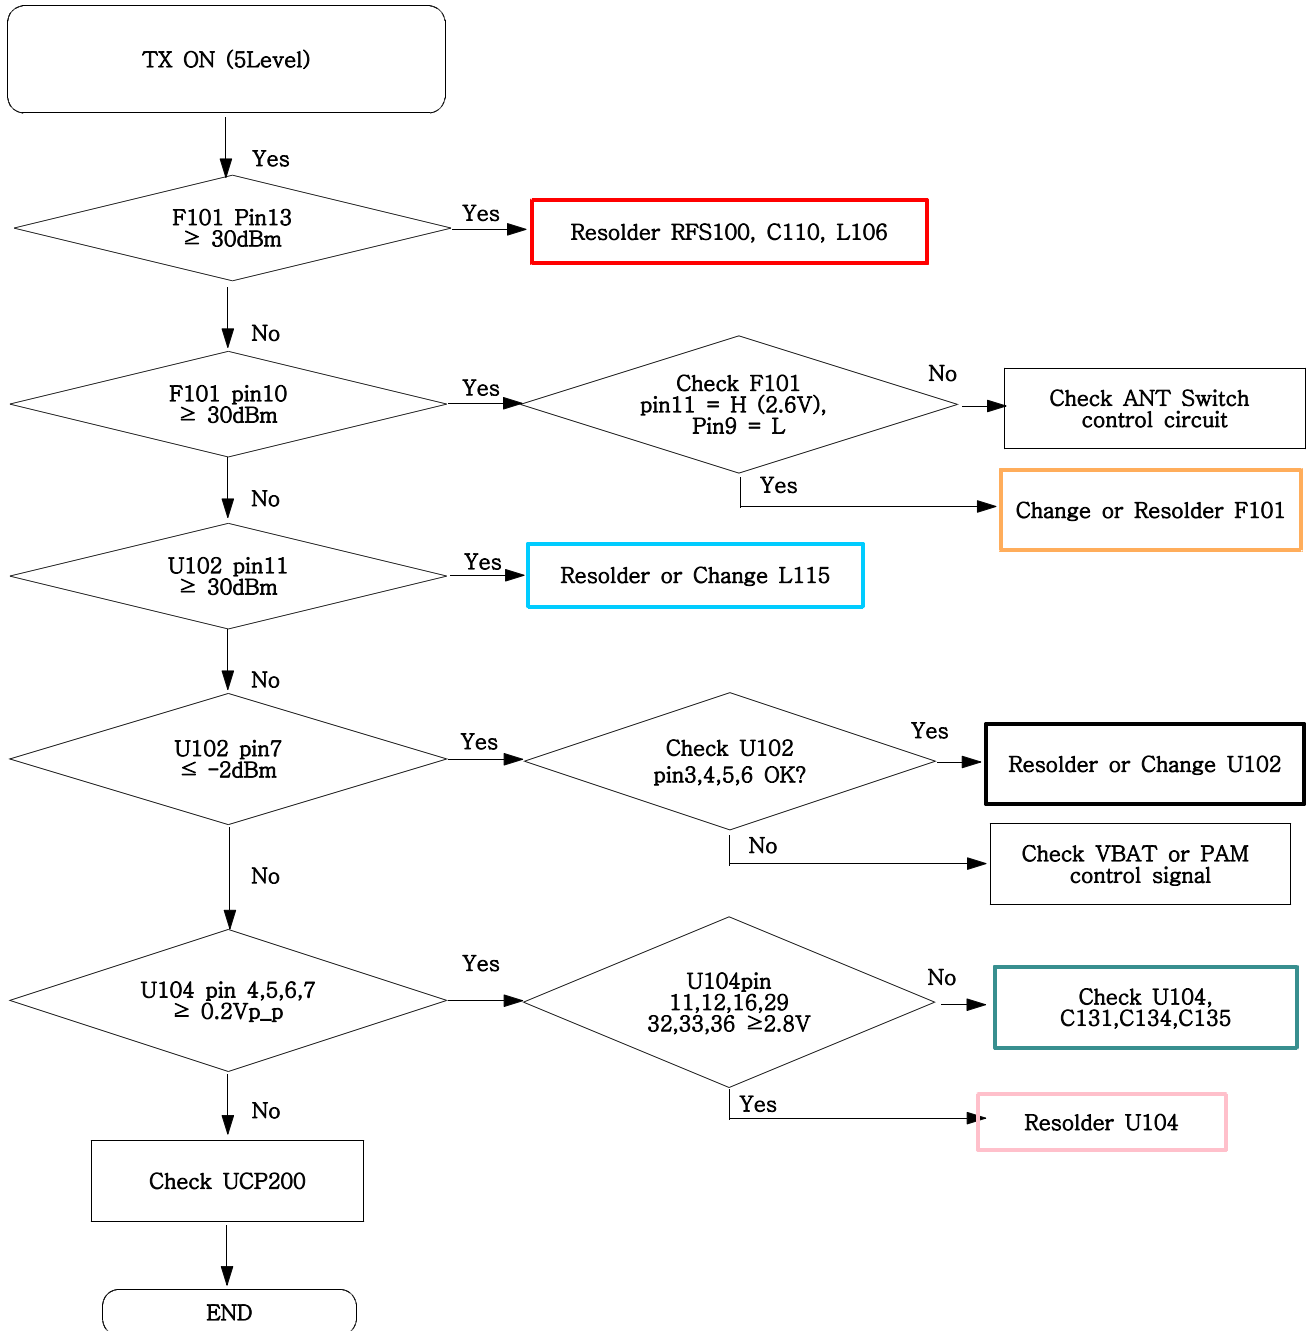 TX ON (5Level)
Yes
F101 Pin13
≥ 30dBm
Yes
Resolder RFS100, C110, L106
No
F101 pin10
≥ 30dBm
Yes
Check F101
pin11 = H (2.6V),
Pin9 = L
No
Check ANT Switch
control circuit
Yes
Change or Resolder F101
No
U102 pin11
≥ 30dBm
Yes
Resolder or Change L115
No
U102 pin7
≤ -2dBm
Yes
Check U102
pin3,4,5,6 OK?
Yes
Resolder or Change U102
No
Check VBAT or PAM
control signal
No
U104 pin 4,5,6,7
≥ 0.2Vp_p
Yes
U104pin
11,12,16,29
32,33,36 ≥2.8V
No
Check U104,
C131,C134,C135
Yes
Resolder U104
No
Check UCP200
END